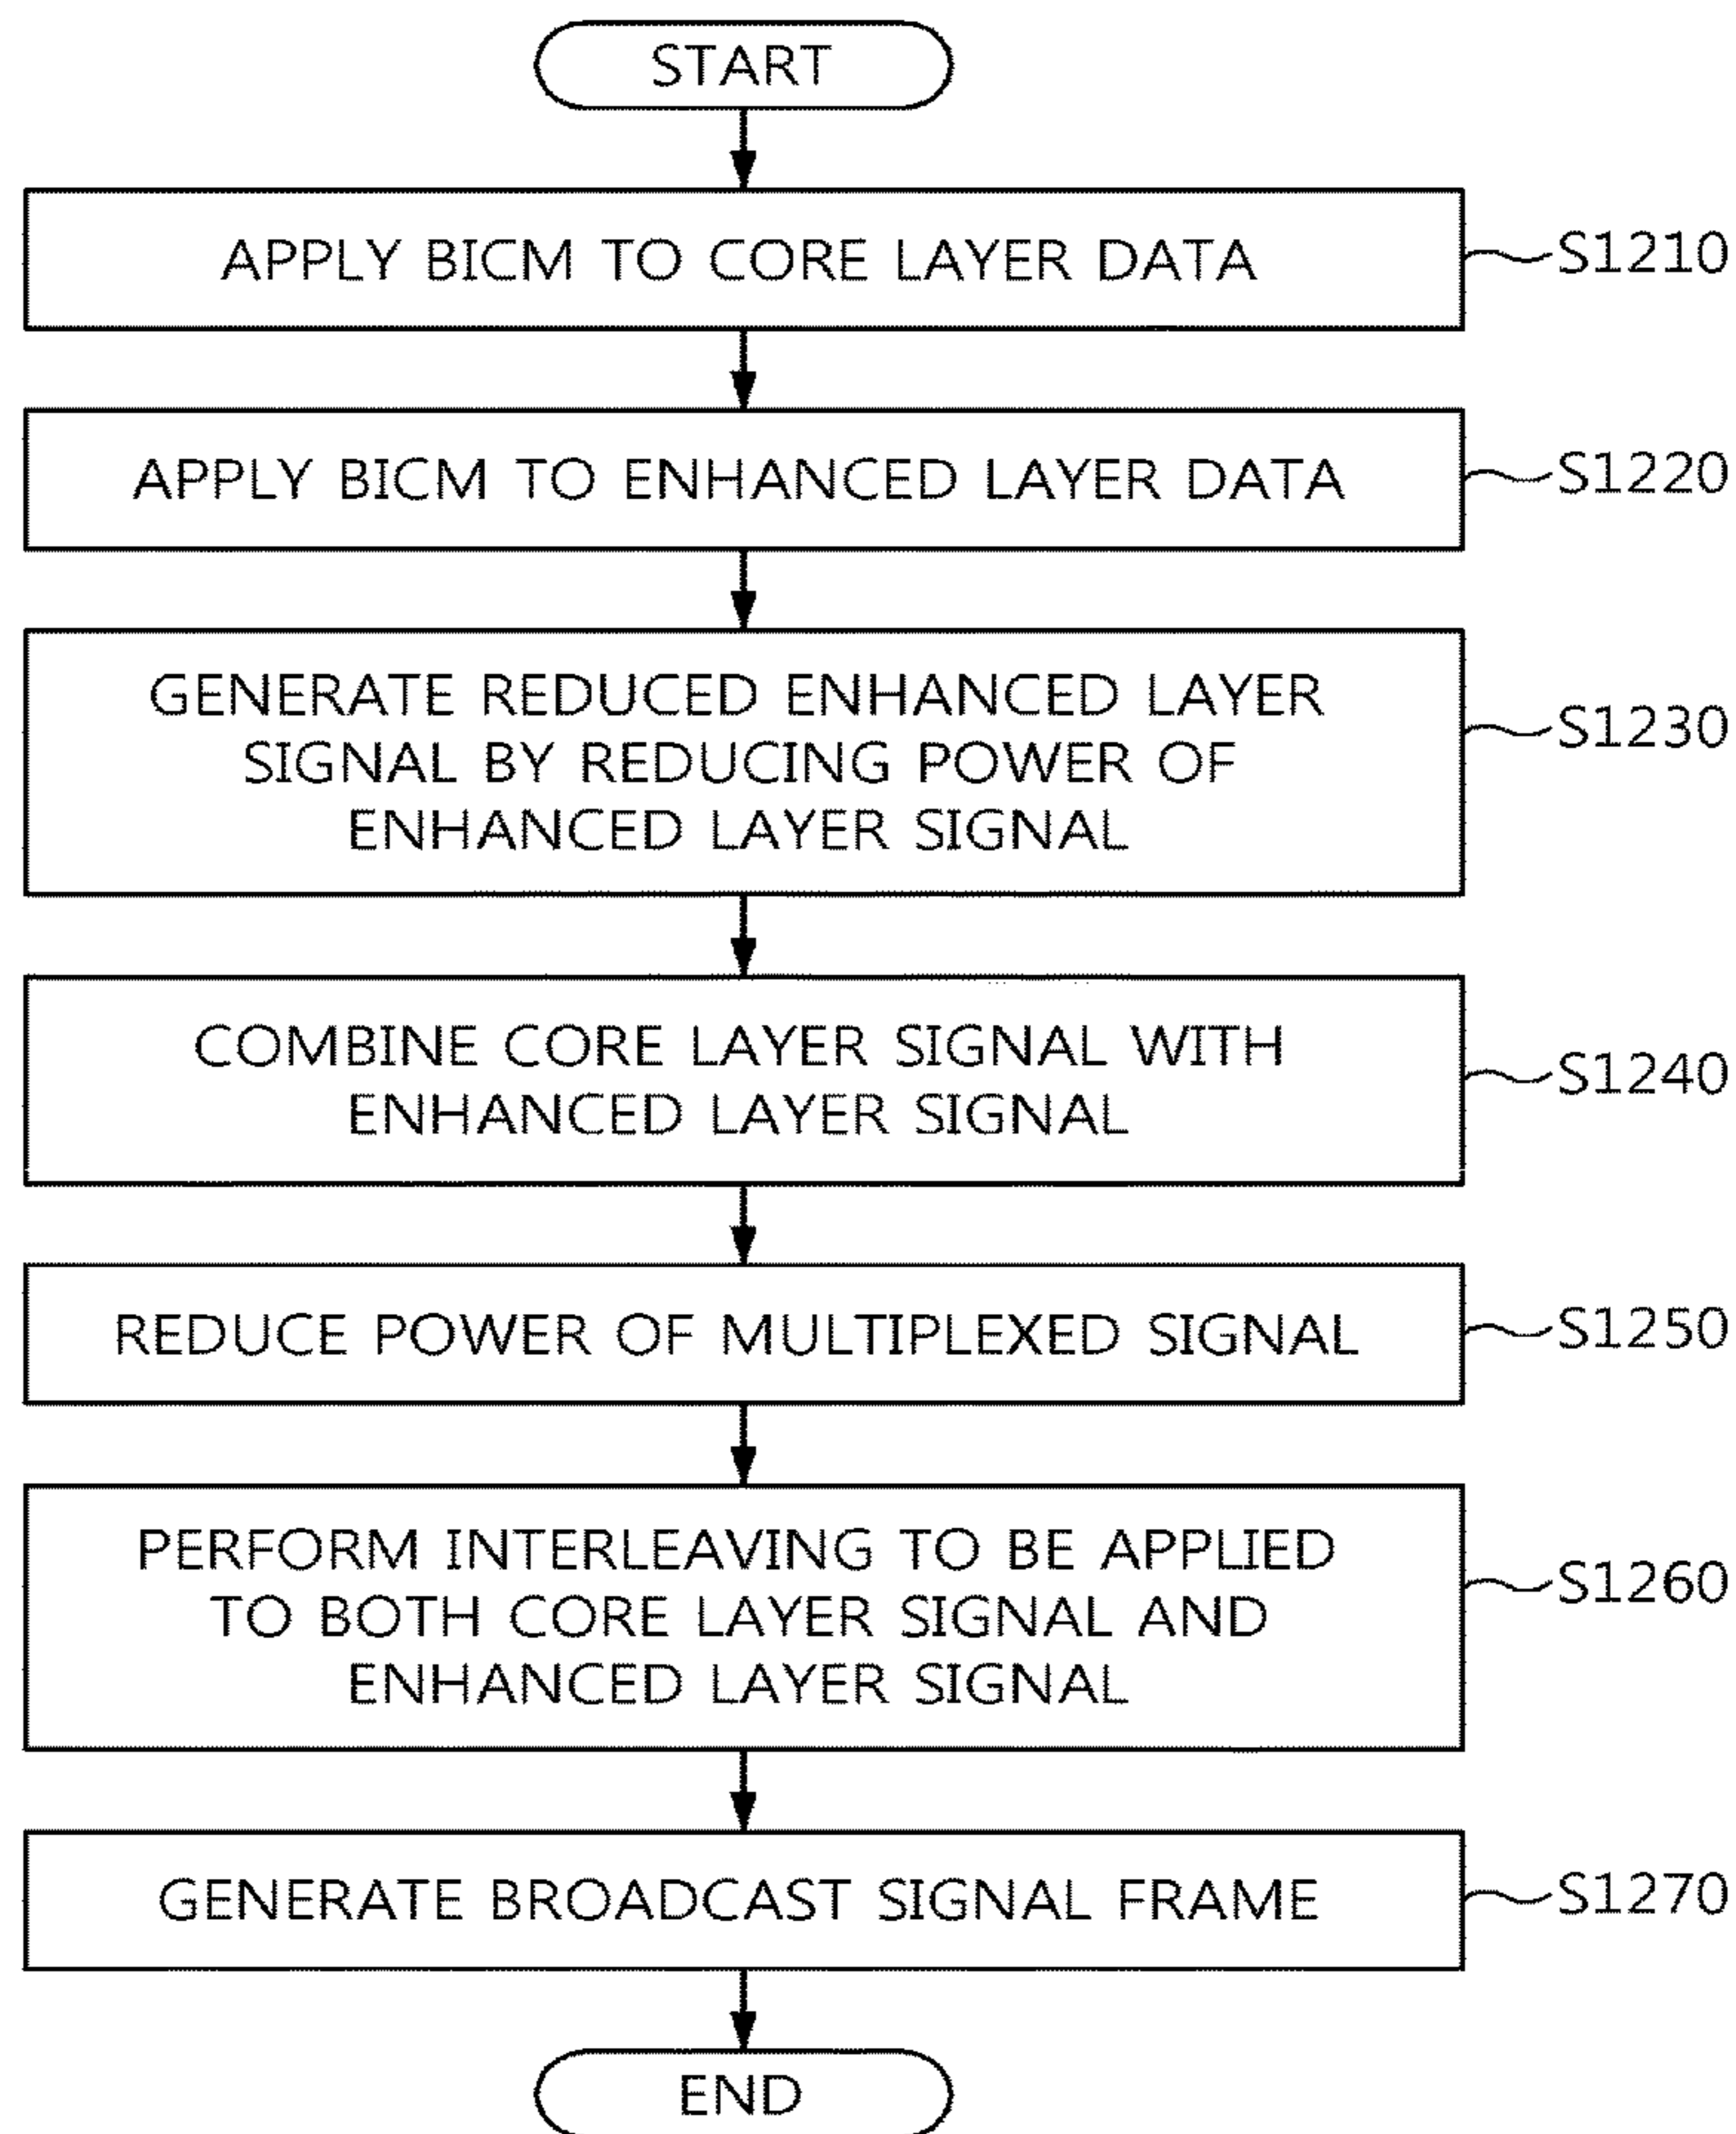 START
APPLY BICM TO CORE LAYER DATA
S1210
APPLY BICM TO ENHANCED LAYER DATA
S1220
GENERATE REDUCED ENHANCED LAYER
SIGNAL BY REDUCING POWER OF
ENHANCED LAYER SIGNAL
S1230
COMBINE CORE LAYER SIGNAL WITH
ENHANCED LAYER SIGNAL
S1240
REDUCE POWER OF MULTIPLEXED SIGNAL
S1250
PERFORM INTERLEAVING TO BE APPLIED
TO BOTH CORE LAYER SIGNAL AND
ENHANCED LAYER SIGNAL
S1260
GENERATE BROADCAST SIGNAL FRAME
S1270
END